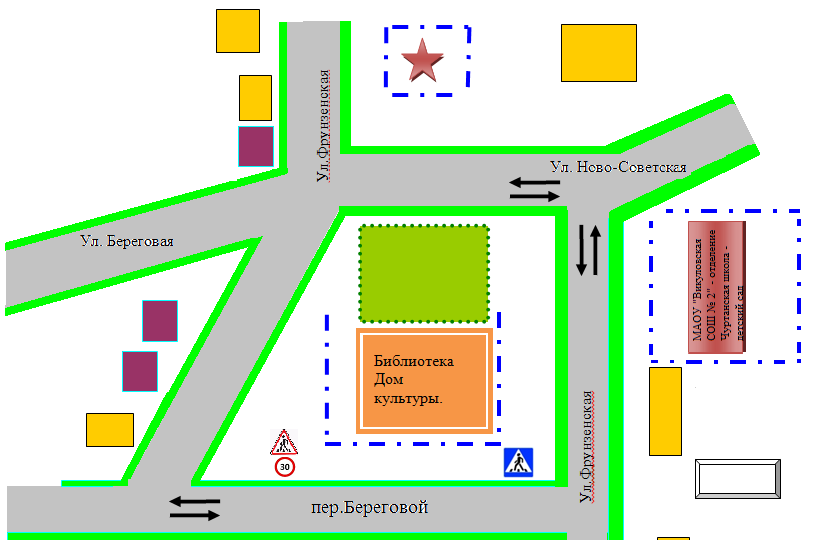 Ул.Фрунзенская
Ул. Ново-Советская
Ул. Береговая
МАОУ "Викуловская
СОШ № 2" - отделение
Чуртанская школа -
детский сад
Библиотека
Дом
культуры.
Ул.Фрунзенская
30
пер.Береговой